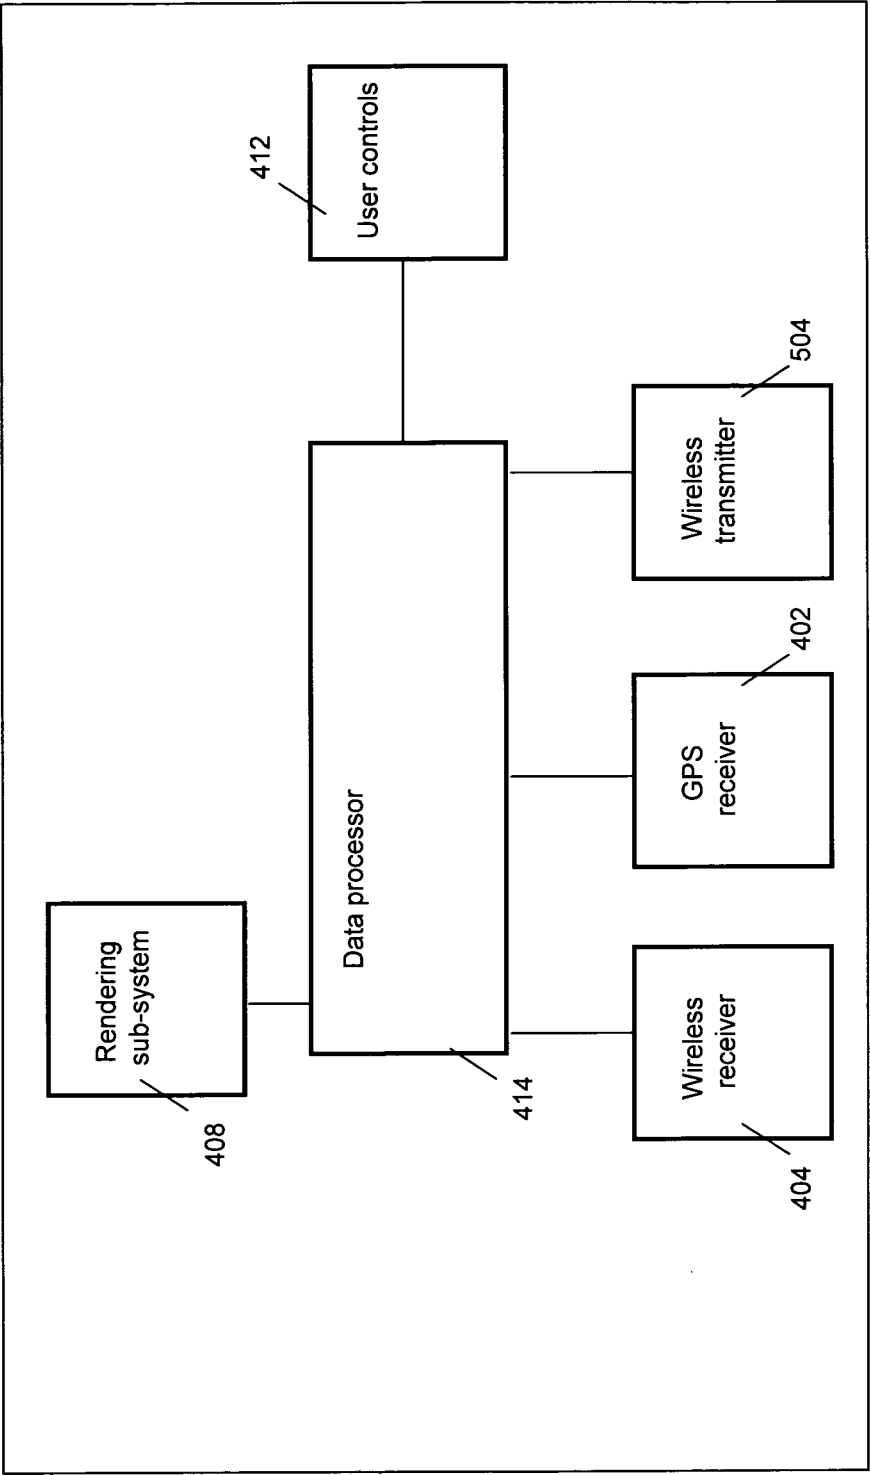 Rendering
sub-system
408
Data processor
414
User controls
412
Wireless
receiver
404
GPS
receiver
402
Wireless
transmitter
504